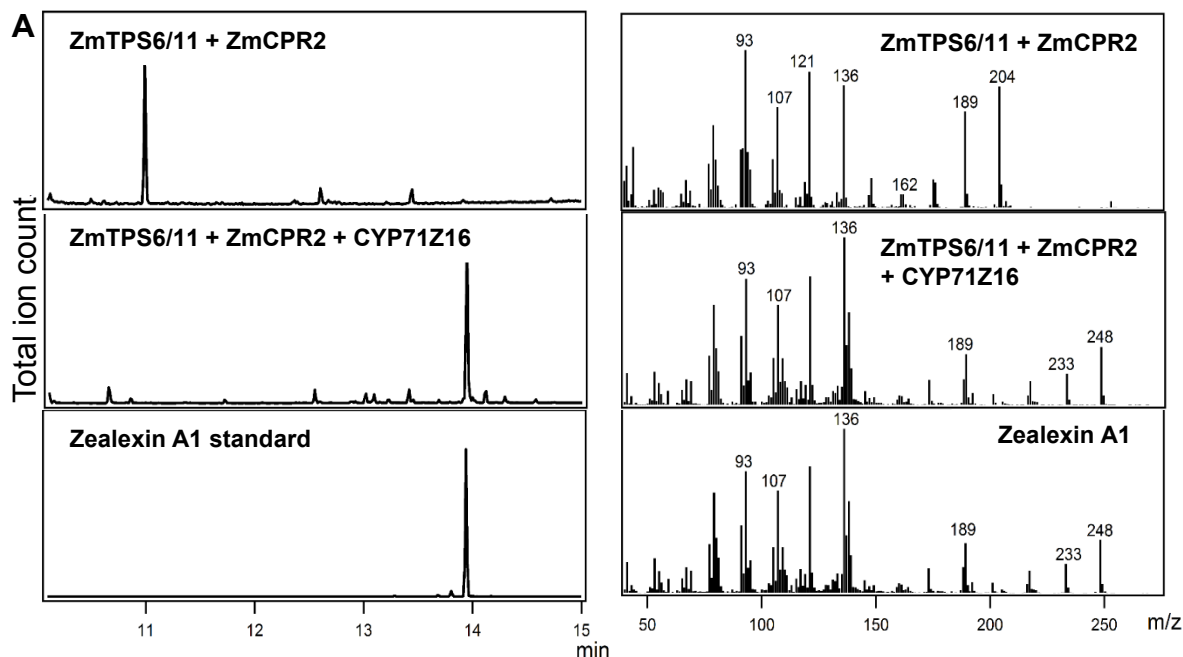 A
ZmTPS6/11 + ZmCPR2
ZmTPS6/11 + ZmCPR2 + CYP71Z16
Zealexin A1 standard
Total ion count
11 12 13 14 15
min
ZmTPS6/11 + ZmCPR2
93
107
121
136
162
189
204
ZmTPS6/11 + ZmCPR2
+ CYP71Z16
93
107
136
189
233
248
Zealexin A1
93
107
136
189
233
248
50 100 150 200 250 m/z